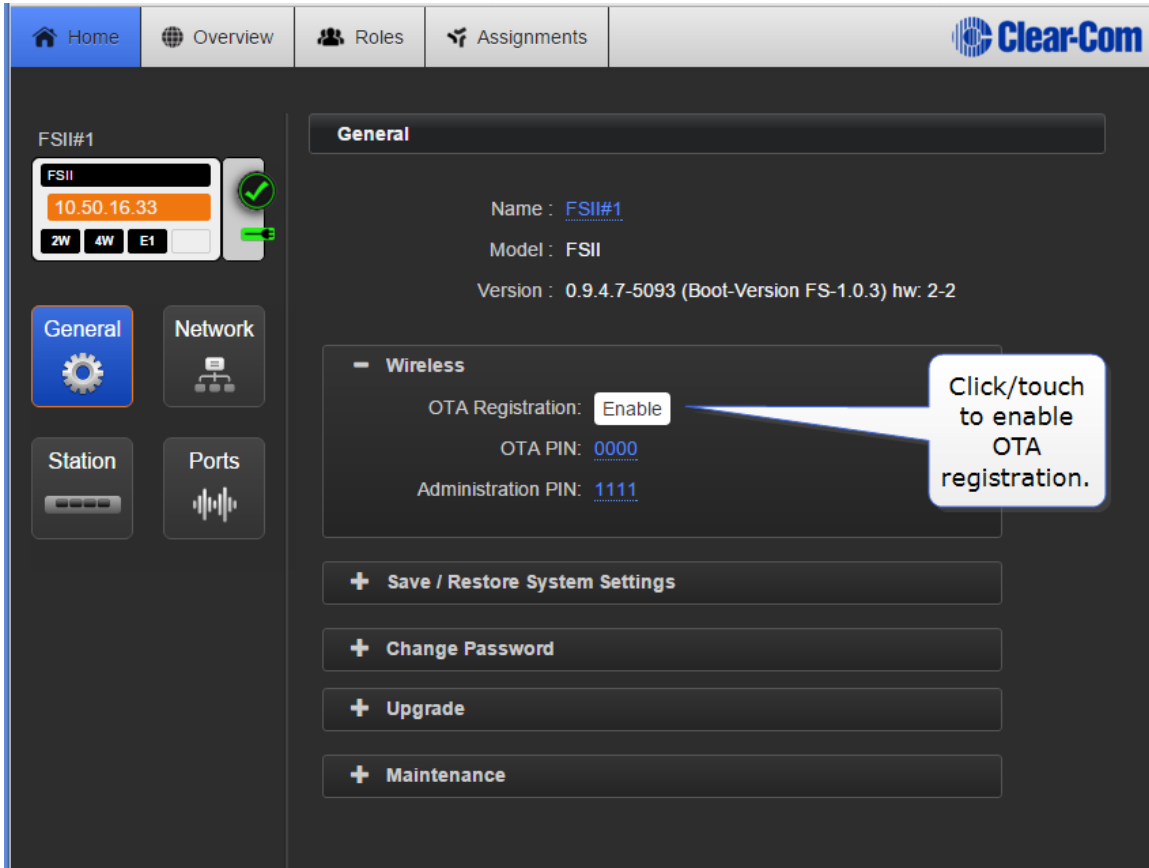 Home
Overview
Roles
Assignments
Clear-Com
FSII#1
FSII
10.50.16.33
2W 4W E1
General
Network
Station
Ports
General
Name : FSII#1
Model : FSII
Version : 0.9.4.7-5093 (Boot-Version FS-1.0.3) hw: 2-2
Wireless
OTA Registration: Enable
OTA PIN: 0000
Administration PIN: 1111
Click/touch
to enable
OTA
registration.
Save / Restore System Settings
Change Password
Upgrade
Maintenance